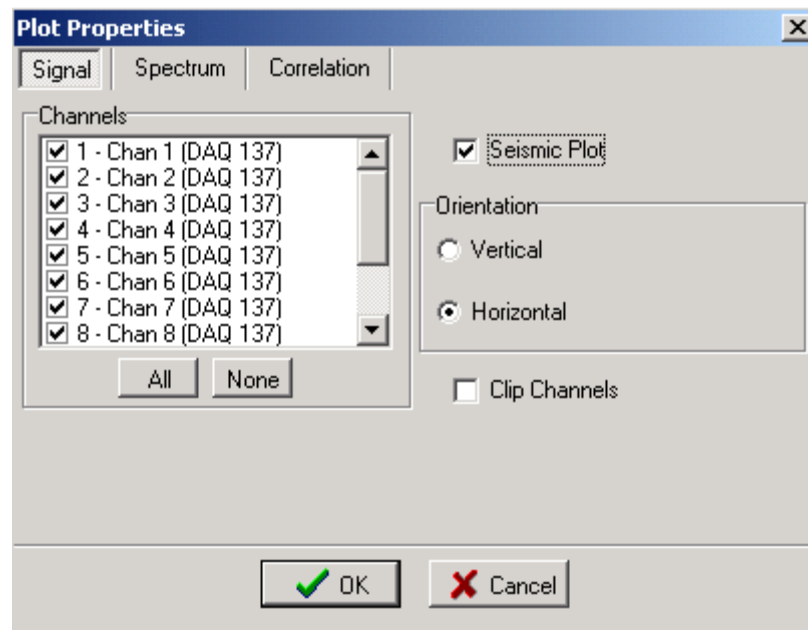 Plot Properties
Signal
Spectrum
Correlation
Channels
1 - Chan 1 (DAQ 137)
2 - Chan 2 (DAQ 137)
3 - Chan 3 (DAQ 137)
4 - Chan 4 (DAQ 137)
5 - Chan 5 (DAQ 137)
6 - Chan 6 (DAQ 137)
7 - Chan 7 (DAQ 137)
8 - Chan 8 (DAQ 137)
All
None
Seismic Plot
Orientation
Vertical
Horizontal
Clip Channels
OK
Cancel